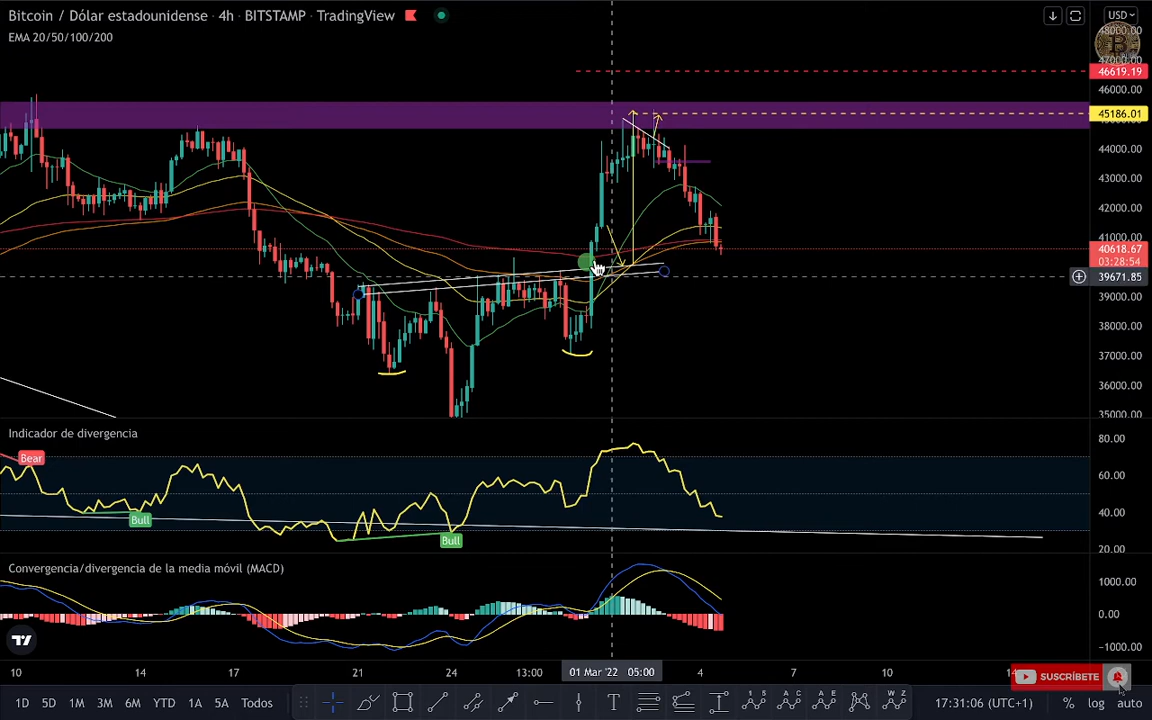 Bitcoin / Dólar estadounidense · 4h · BITSTAMP · TradingView
USD
EMA 20/50/100/200
48000.00
47000.00
46619.19
46000.00
45186.01
44000.00
43000.00
42000.00
41000.00
40618.67
03:28:54
39671.85
39000.00
38000.00
37000.00
36000.00
35000.00
Indicador de divergencia
80.00
Bear
60.00
Bull
40.00
Bull
20.00
Convergencia/divergencia de la media móvil (MACD)
1000.00
0.00
-1000.00
10 14 17 21 24 13:00 01 Mar '22 05:00 4 7 10
SUSCRÍBETE
1D 5D 1M 3M 6M YTD 1A 5A Todos 17:31:06 (UTC+1) % log auto